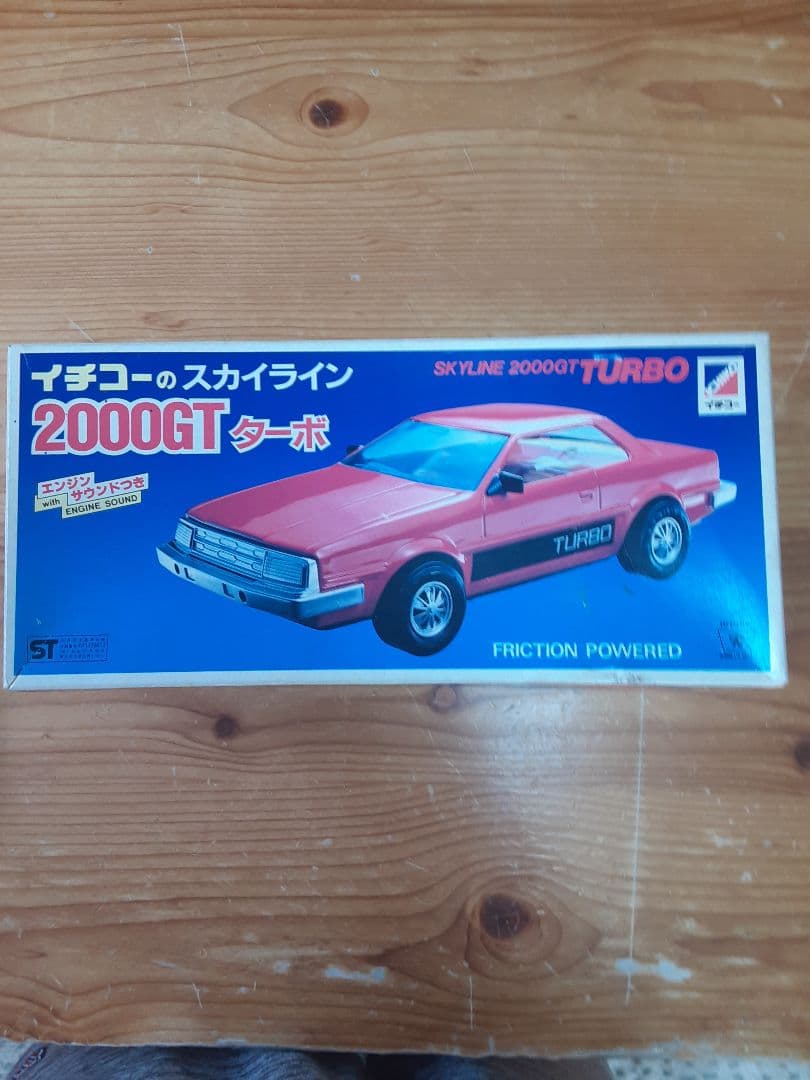 イチコーのスカイライン
2000GTターボ
エンジン
サウンドつき
with ENGINE SOUND
SKYLINE 2000GT TURBO
ICHIKO
イチコー
TURBO
ST
FRICTION POWERED